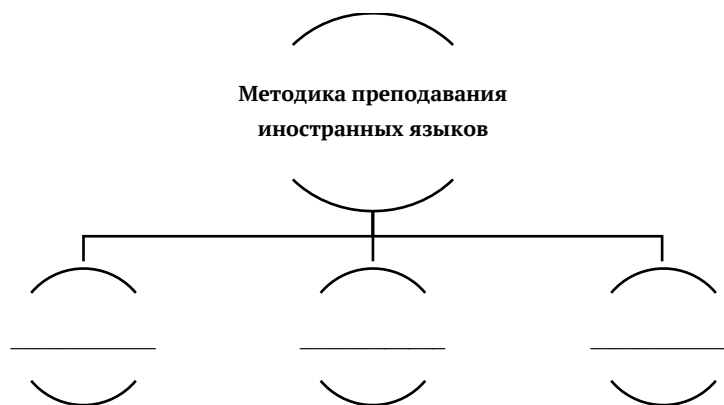 Методика преподавания
иностранных языков